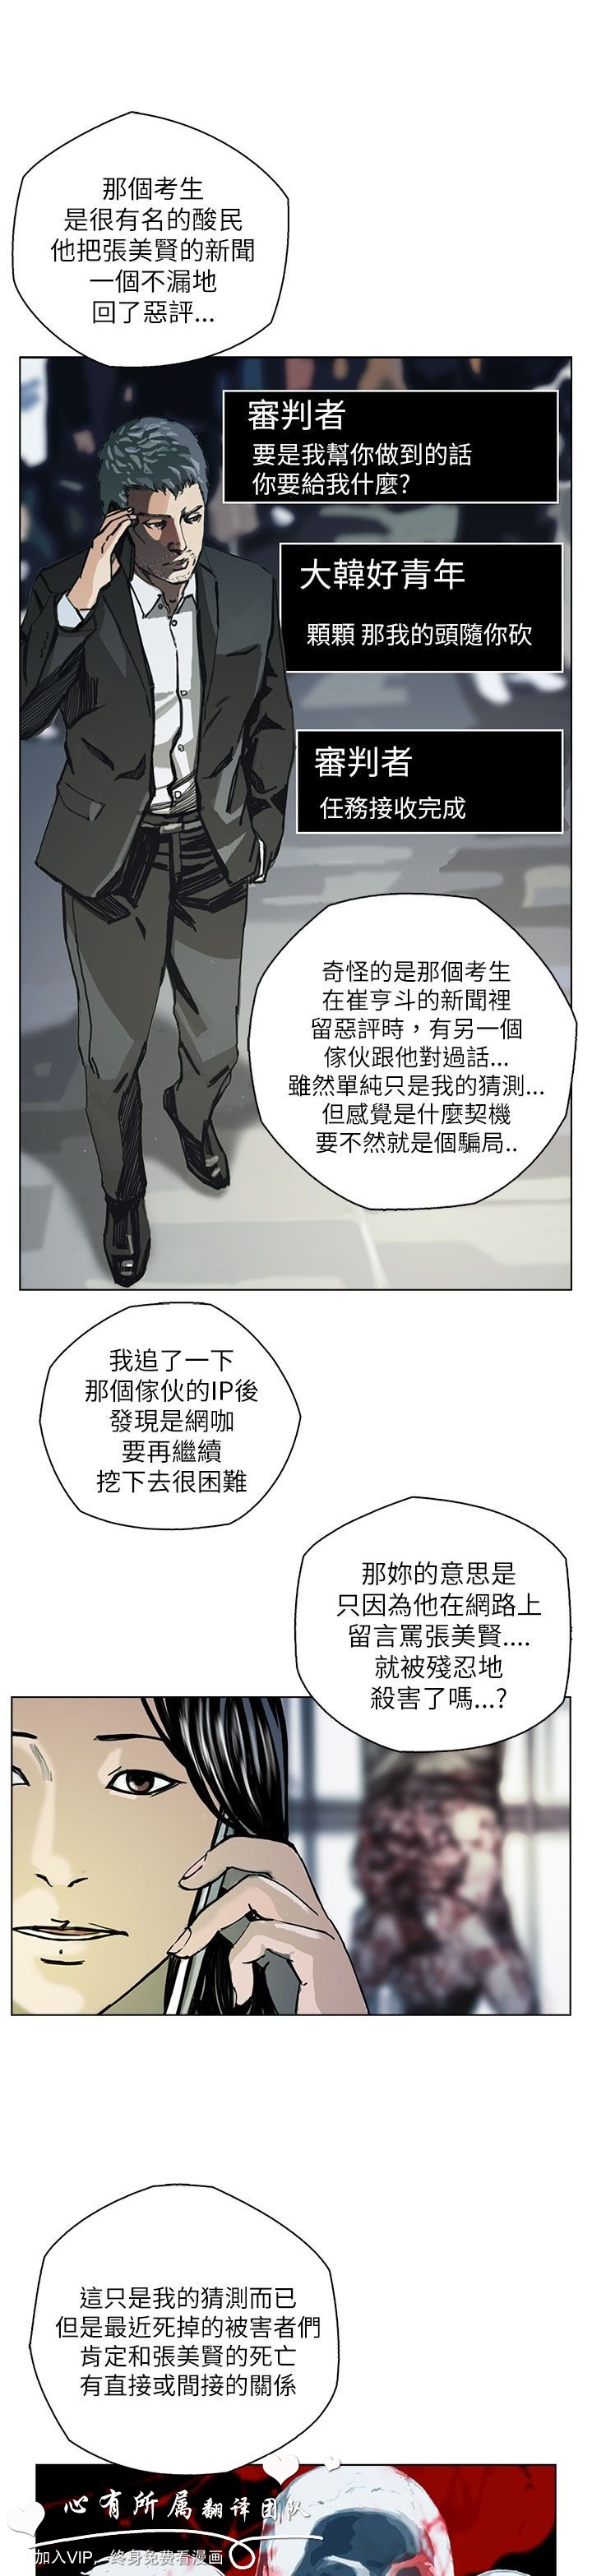 那個考生
是很有名的酸民
他把張美賢的新聞
一個不漏地
回了惡評...
審判者
要是我幫你做到的話
你要給我什麼?
大韓好青年
顆顆 那我的頭隨你砍
審判者
任務接收完成
奇怪的是那個考生
在崔亨斗的新聞裡
留惡評時，有另一個
傢伙跟他對過話...
雖然單純只是我的猜測...
但感覺是什麼契機
要不然就是個騙局..
我追了一下
那個傢伙的IP後
發現是網咖
要再繼續
挖下去很困難
那妳的意思是
只因為他在網路上
留言罵張美賢....
就被殘忍地
殺害了嗎...?
這只是我的猜測而已
但是最近死掉的被害者們
肯定和張美賢的死亡
有直接或間接的關係
心有所属翻译团队
加入VIP，终身免费看漫画